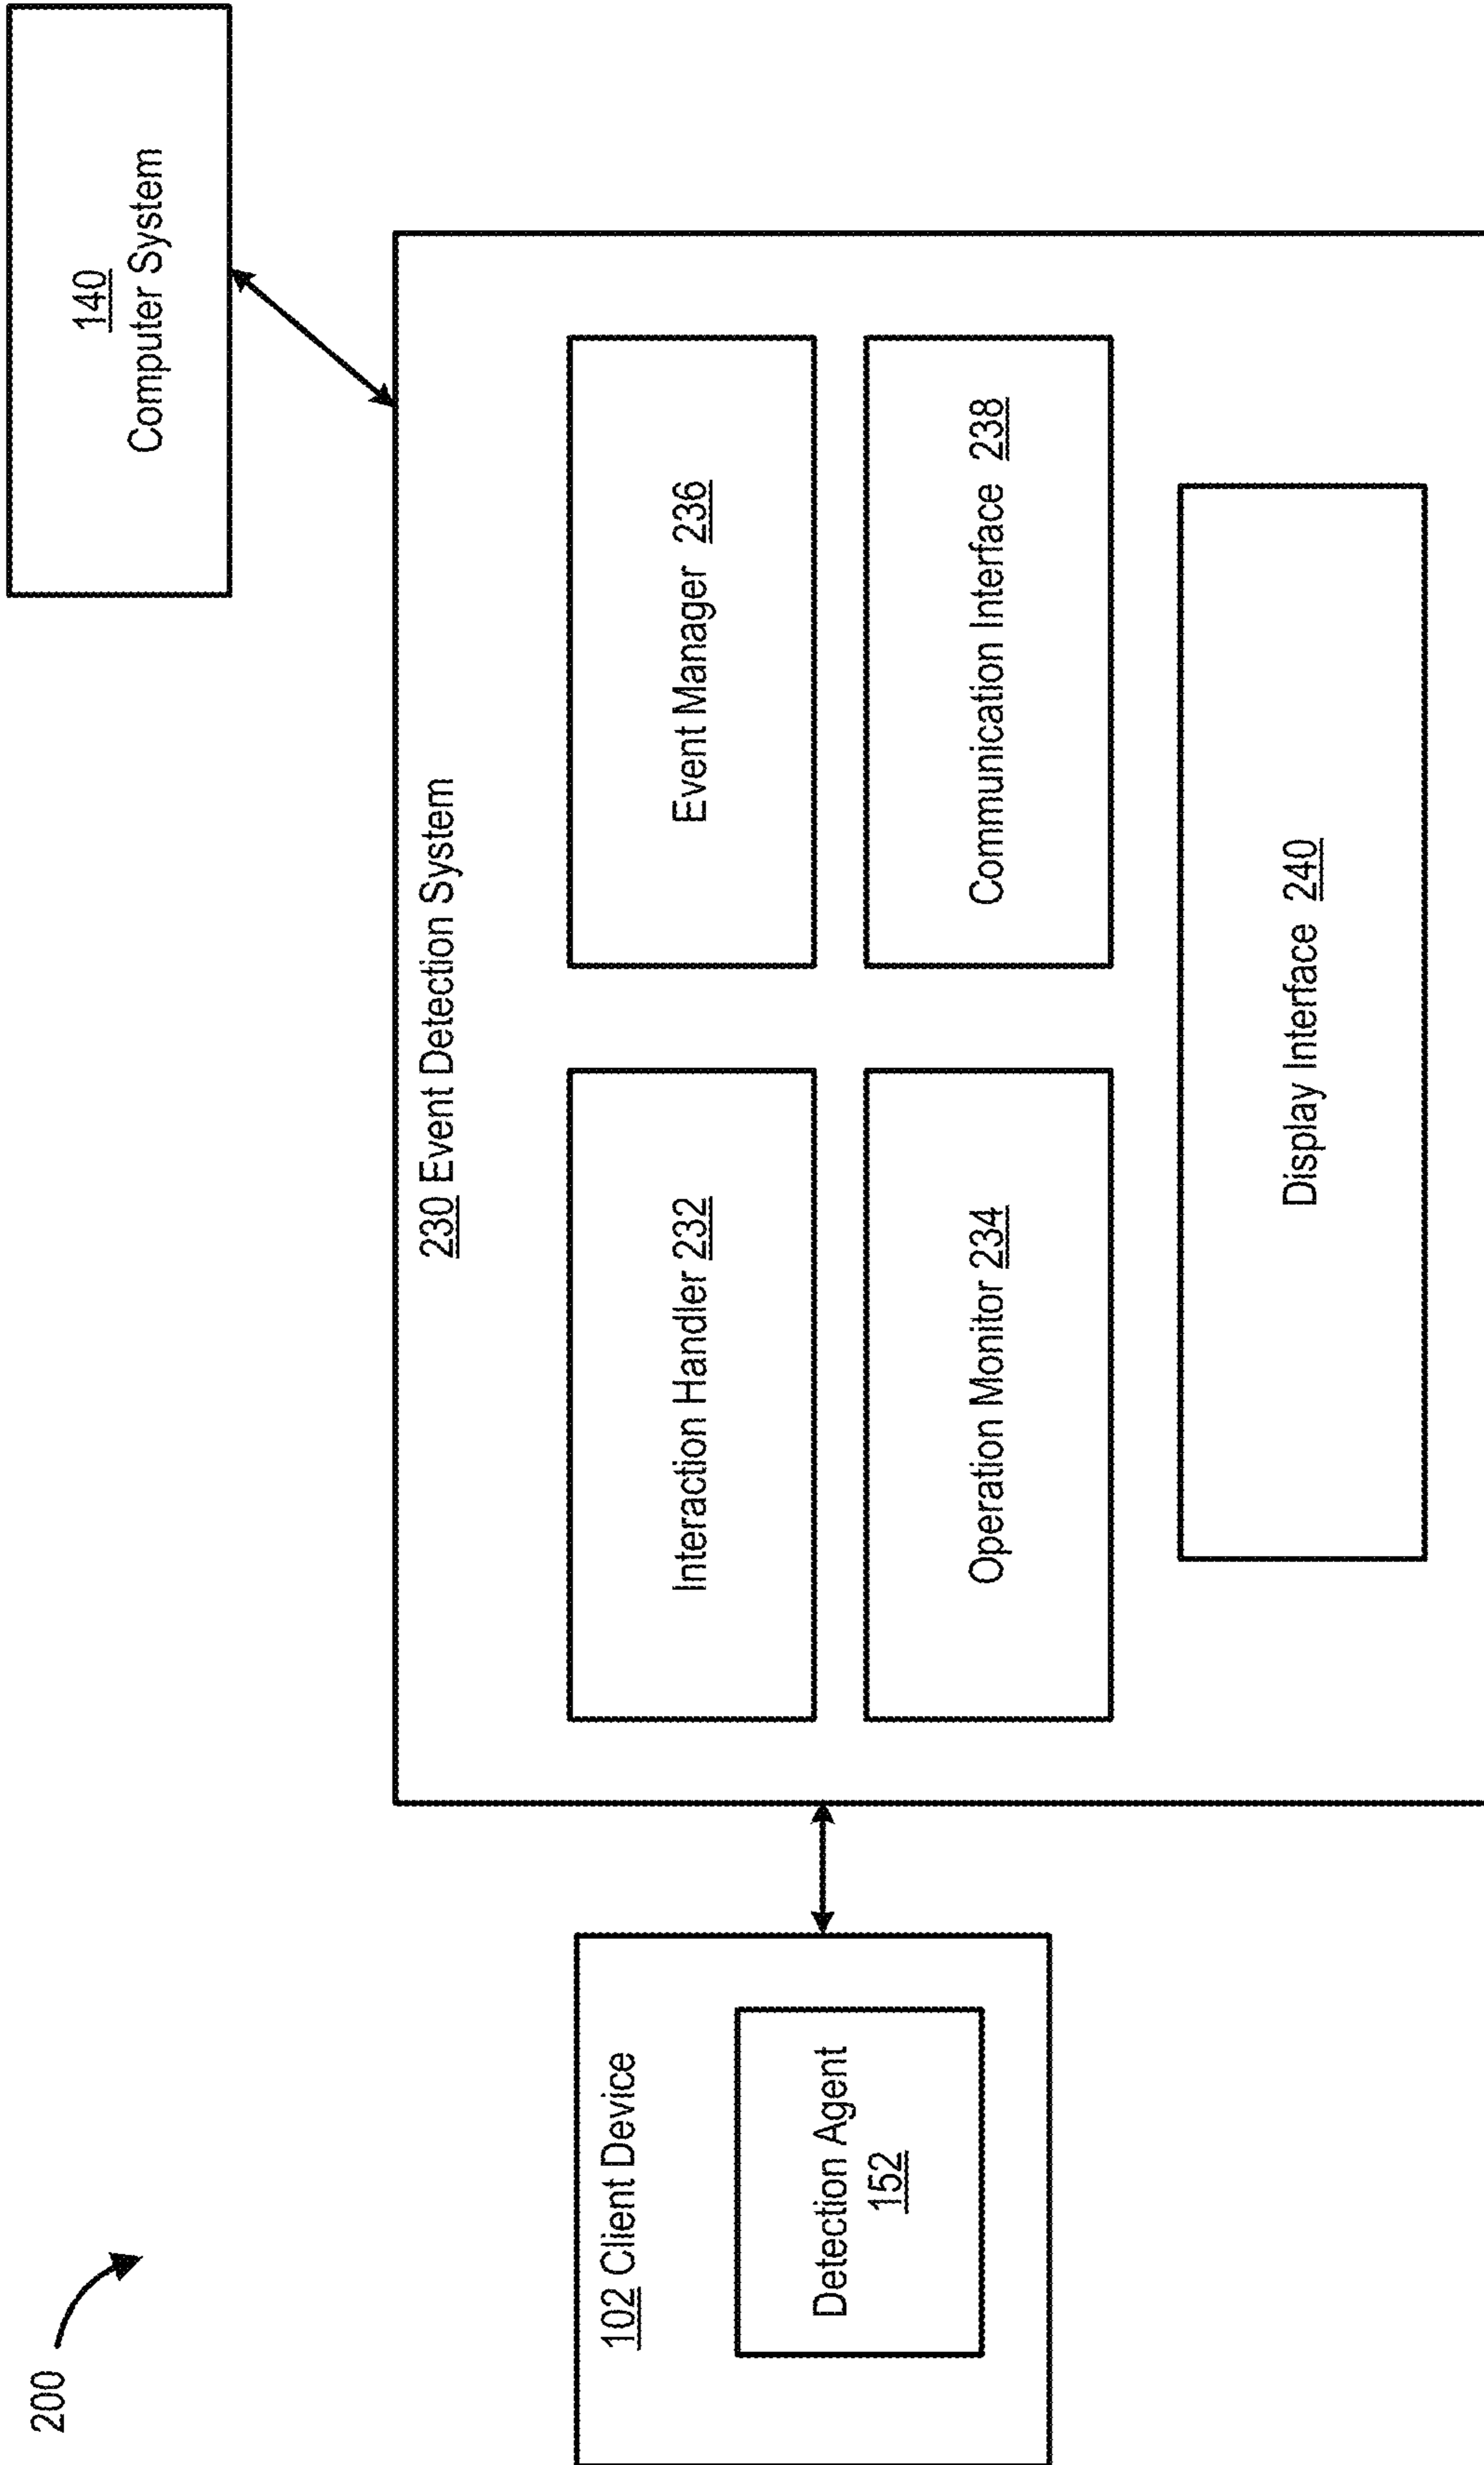 200
140
Computer System
230 Event Detection System
102 Client Device
Detection Agent
152
Interaction Handler 232
Event Manager 236
Operation Monitor 234
Communication Interface 238
Display Interface 240